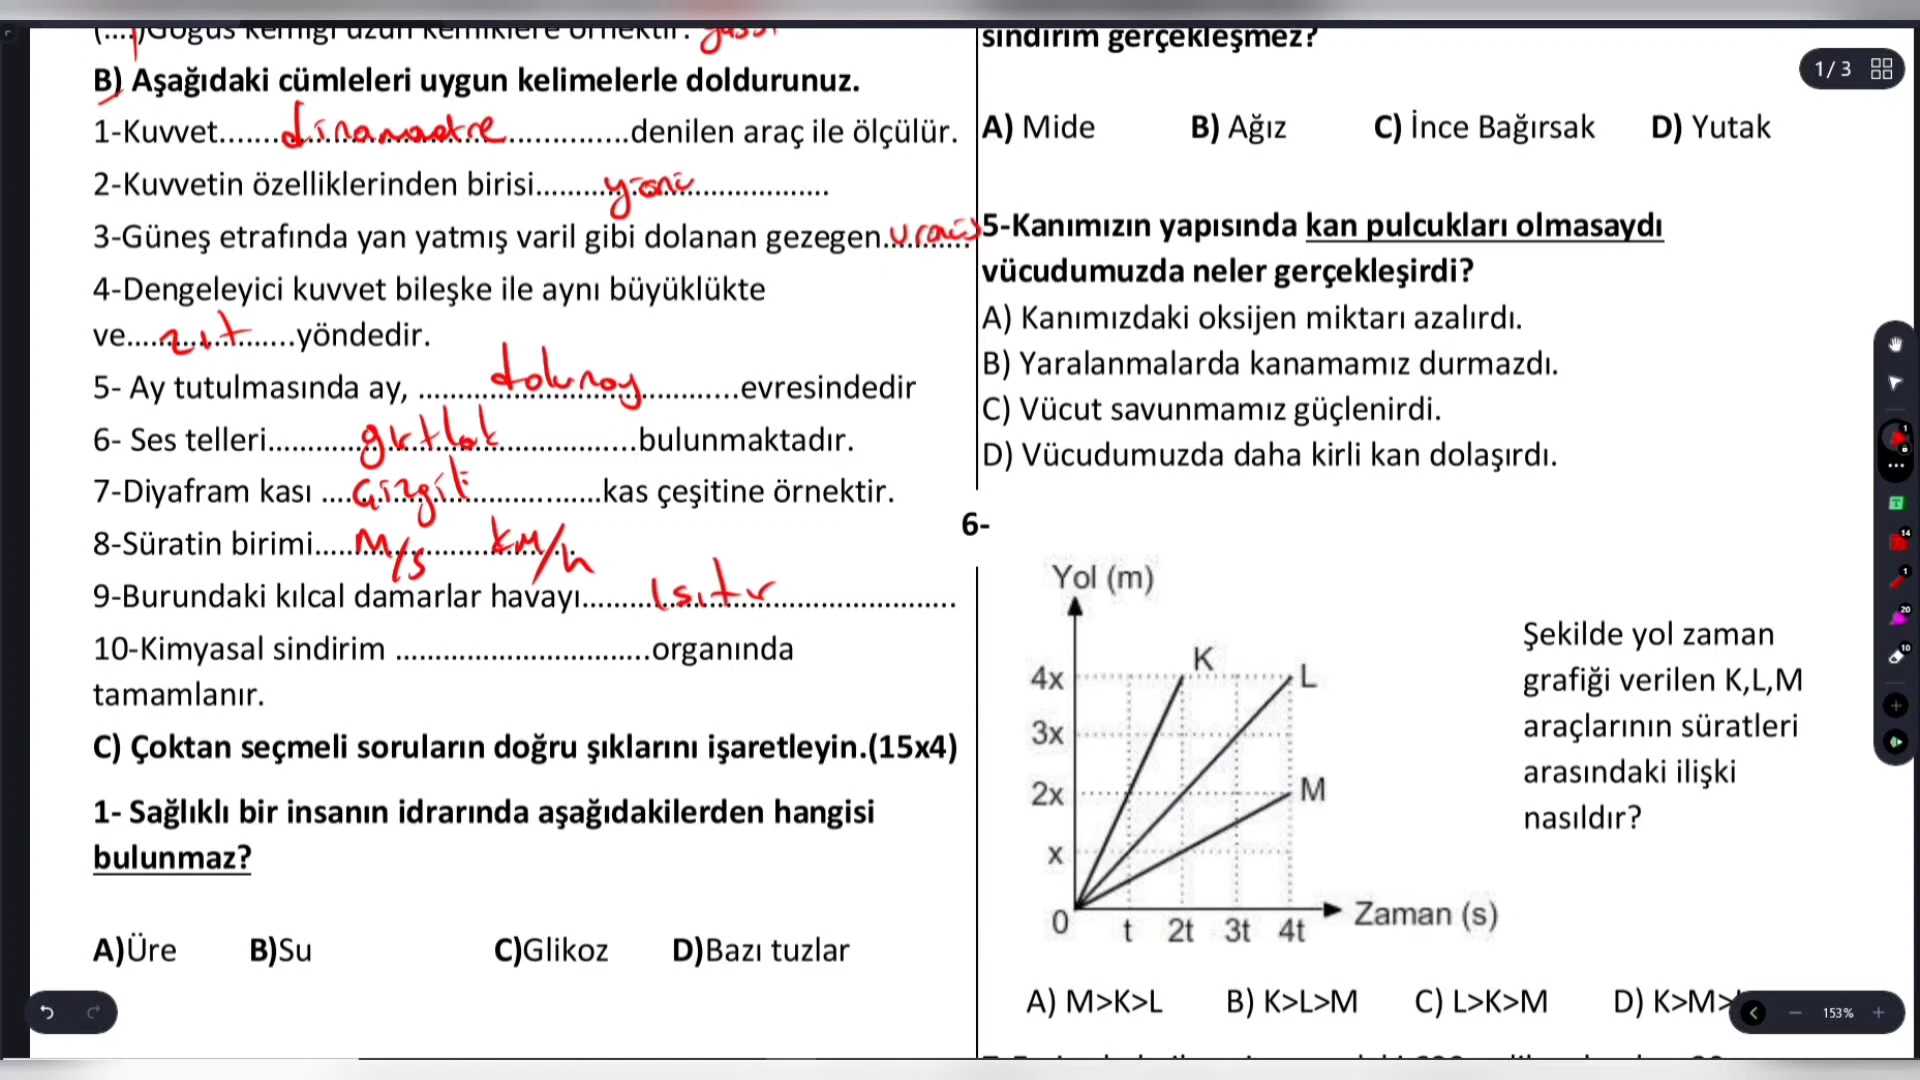 (....)Göğüs kemiği uzun kemiklere örnektir. yassı
B) Aşağıdaki cümleleri uygun kelimelerle doldurunuz.
1-Kuvvet.......dinamometre...............denilen araç ile ölçülür.
2-Kuvvetin özelliklerinden birisi.........yönü.................
3-Güneş etrafında yan yatmış varil gibi dolanan gezegen..uranüs
4-Dengeleyici kuvvet bileşke ile aynı büyüklükte
ve....zıt......yöndedir.
5- Ay tutulmasında ay, .........dolunay............evresindedir
6- Ses telleri...........gırtlak.................bulunmaktadır.
7-Diyafram kası ....çizgili.................kas çeşitine örnektir.
8-Süratin birimi.....m/s........km/h
9-Burundaki kılcal damarlar havayı.........ısıtır.......................
10-Kimyasal sindirim ................................organında
tamamlanır.
C) Çoktan seçmeli soruların doğru şıklarını işaretleyin.(15x4)
1- Sağlıklı bir insanın idrarında aşağıdakilerden hangisi
bulunmaz?
A)Üre B)Su C)Glikoz D)Bazı tuzlar
sindirim gerçekleşmez?
A) Mide B) Ağız C) İnce Bağırsak D) Yutak
5-Kanımızın yapısında kan pulcukları olmasaydı
vücudumuzda neler gerçekleşirdi?
A) Kanımızdaki oksijen miktarı azalırdı.
B) Yaralanmalarda kanamamız durmazdı.
C) Vücut savunmamız güçlenirdi.
D) Vücudumuzda daha kirli kan dolaşırdı.
6-
Yol (m)
K
4x L
3x
2x M
x
0 t 2t 3t 4t Zaman (s)
Şekilde yol zaman
grafiği verilen K,L,M
araçlarının süratleri
arasındaki ilişki
nasıldır?
A) M>K>L B) K>L>M C) L>K>M D) K>M>
1/3
153%